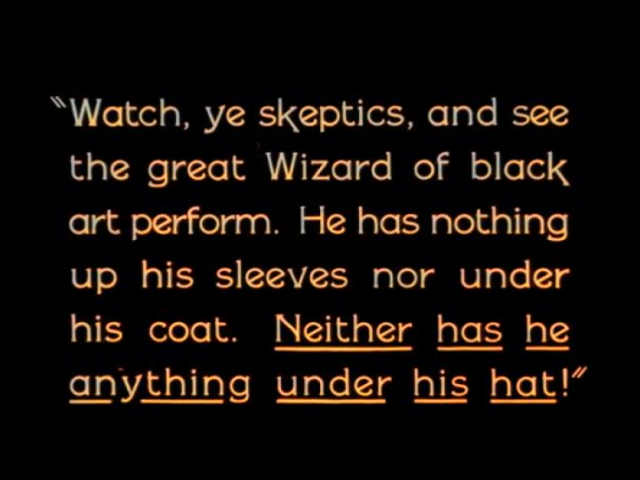 "Watch, ye skeptics, and see
the great Wizard of black
art perform. He has nothing
up his sleeves nor under
his coat. Neither has he
anything under his hat!"